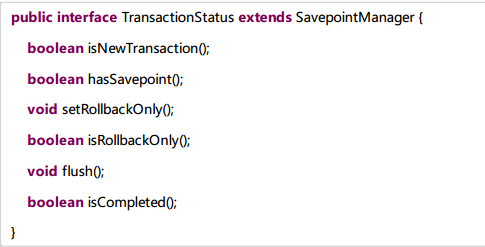 public interface TransactionStatus extends SavepointManager {
boolean isNewTransaction();
boolean hasSavepoint();
void setRollbackOnly();
boolean isRollbackOnly();
void flush();
boolean isCompleted();
}